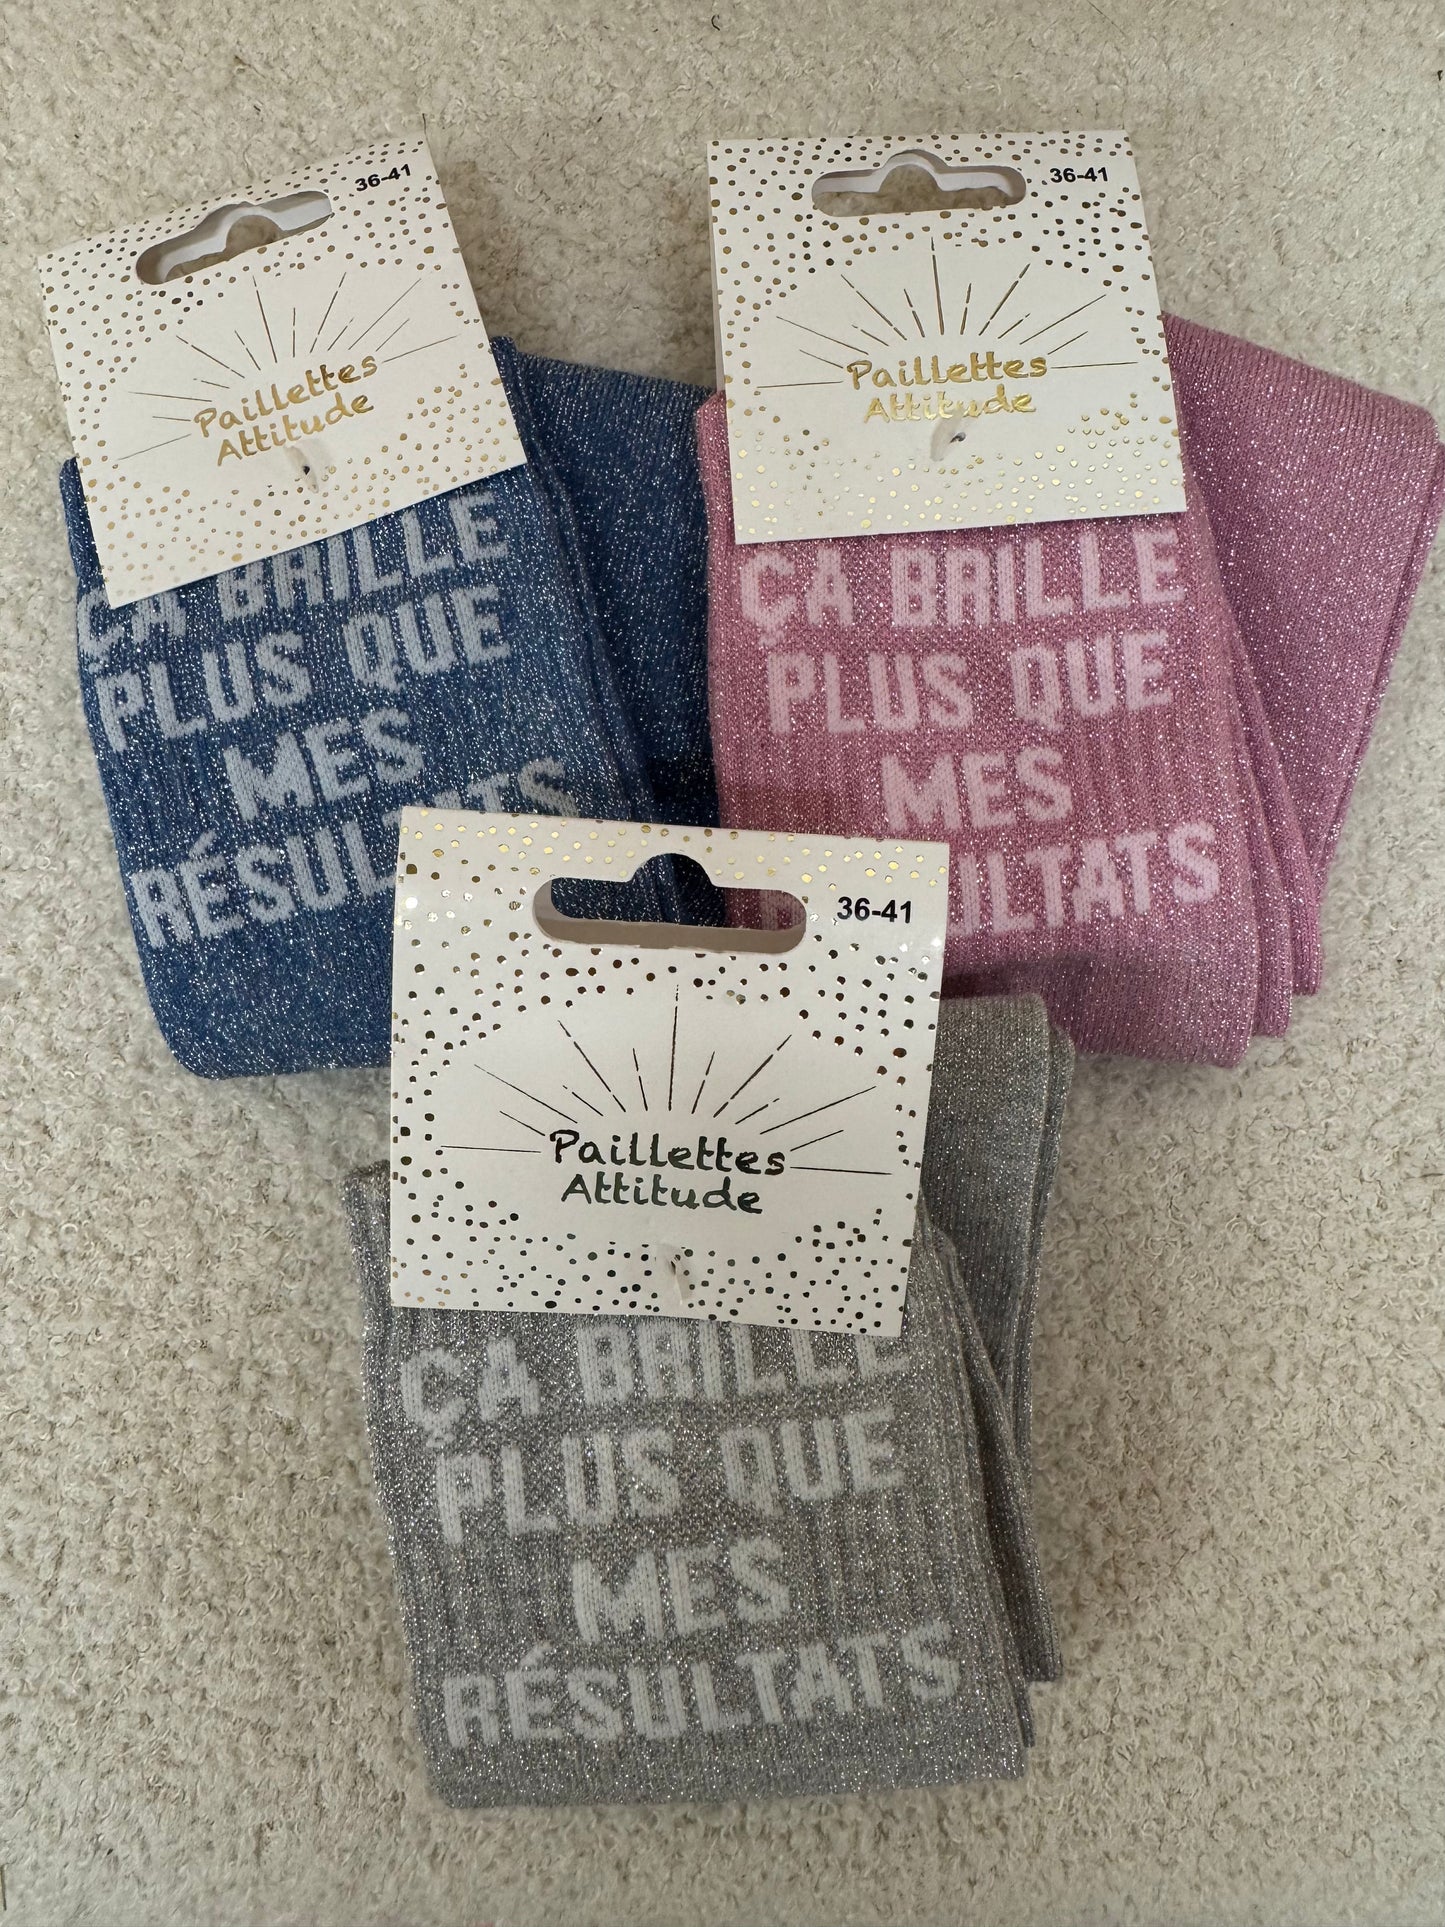 36-41
Paillettes
Attitude
ÇA BRILLE
PLUS QUE
MES
RÉSULTATS
36-41
Paillettes
Attitude
ÇA BRILLE
PLUS QUE
MES
ULTATS
36-41
Paillettes
Attitude
ÇA BRILLE
PLUS QUE
MES
RÉSULTATS